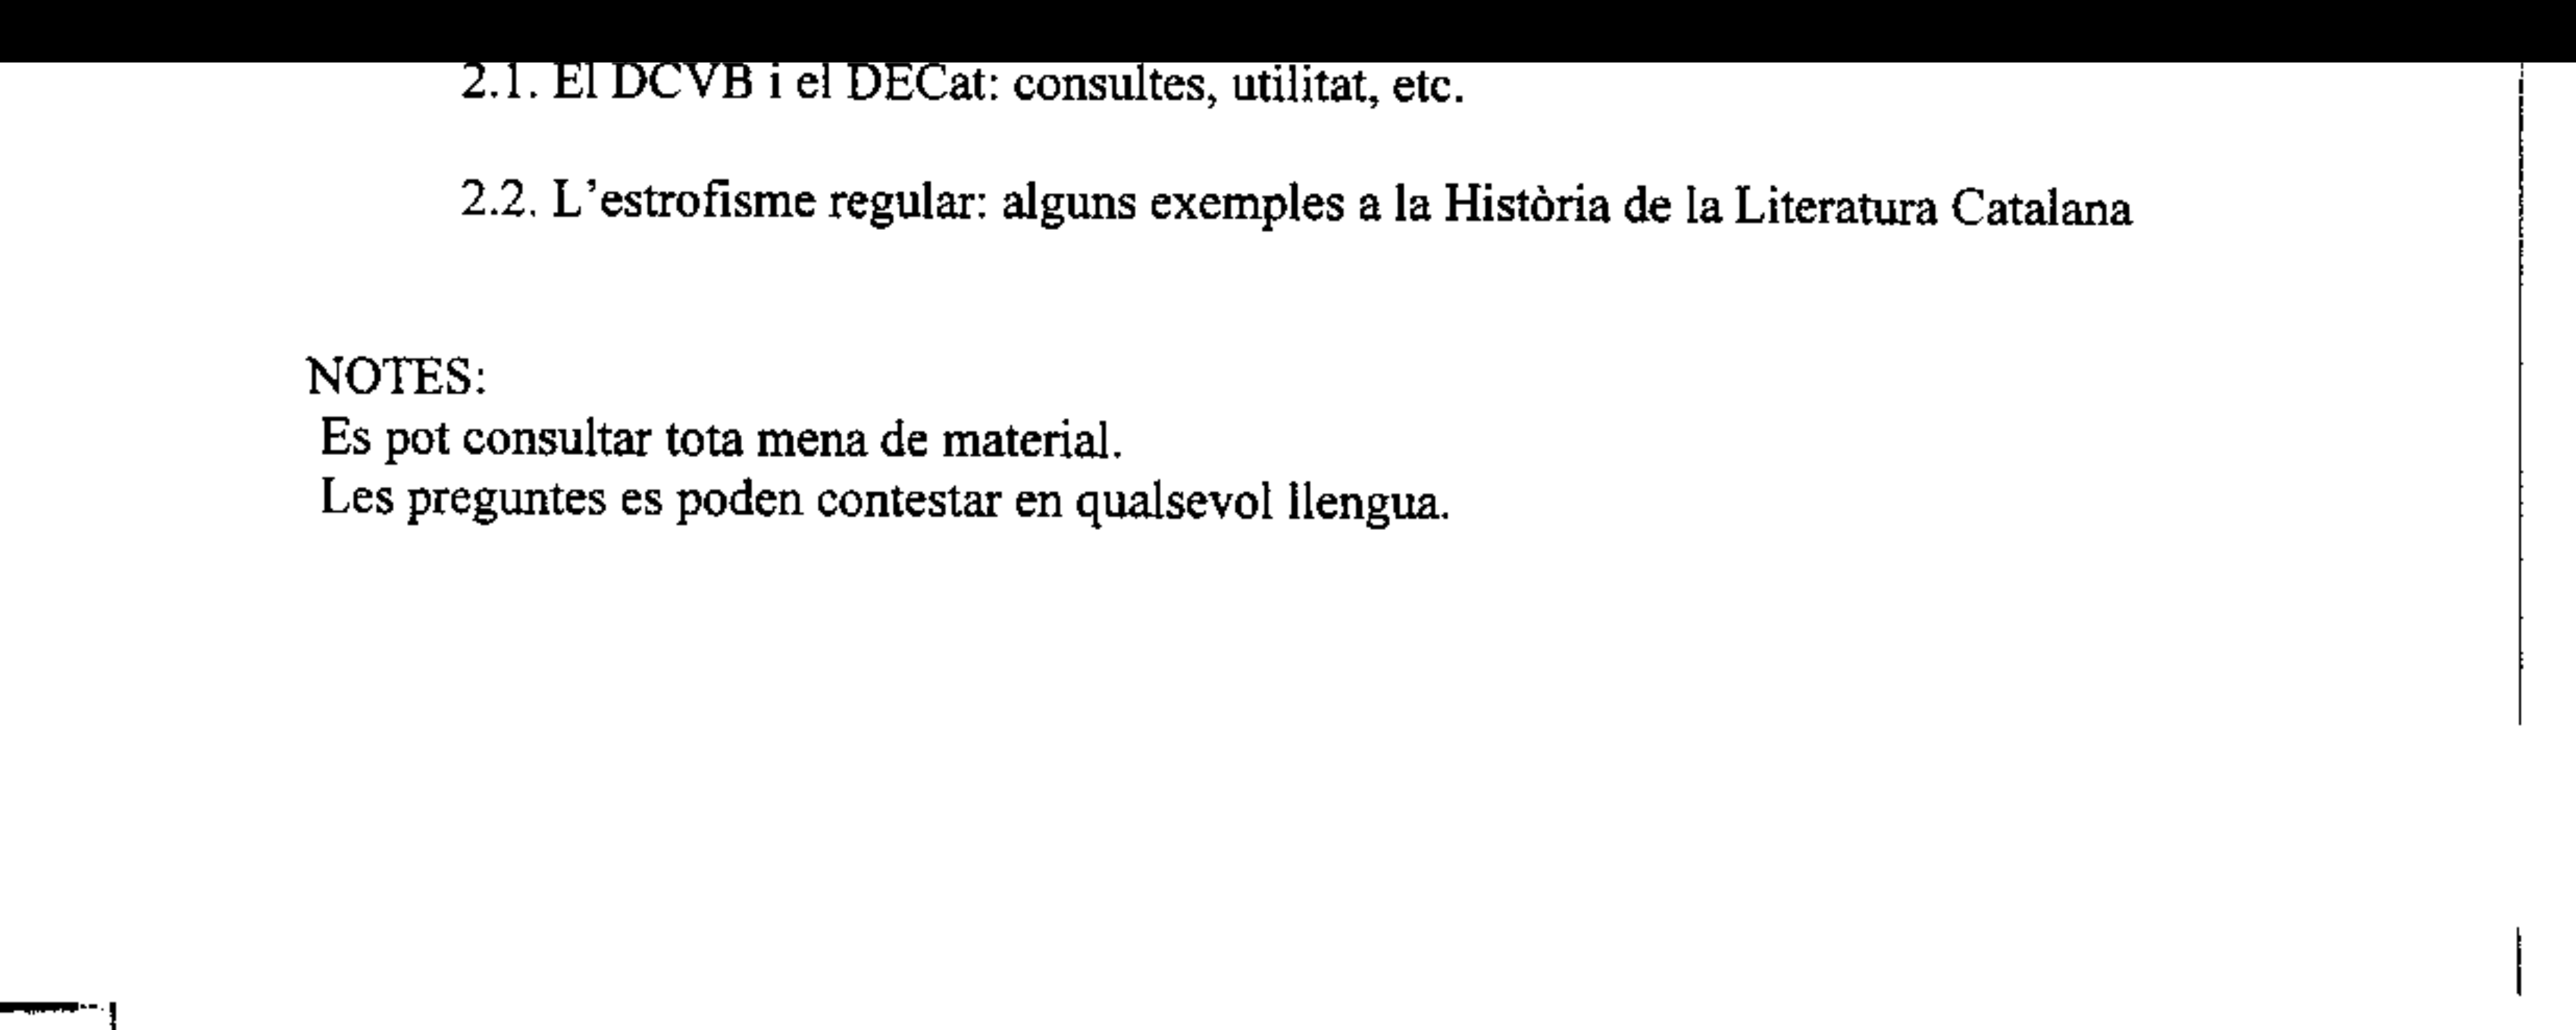 2.1. El DCVB i el DECat: consultes, utilitat, etc.
2.2. L'estrofisme regular: alguns exemples a la Història de la Literatura Catalana
NOTES:
Es pot consultar tota mena de material.
Les preguntes es poden contestar en qualsevol llengua.